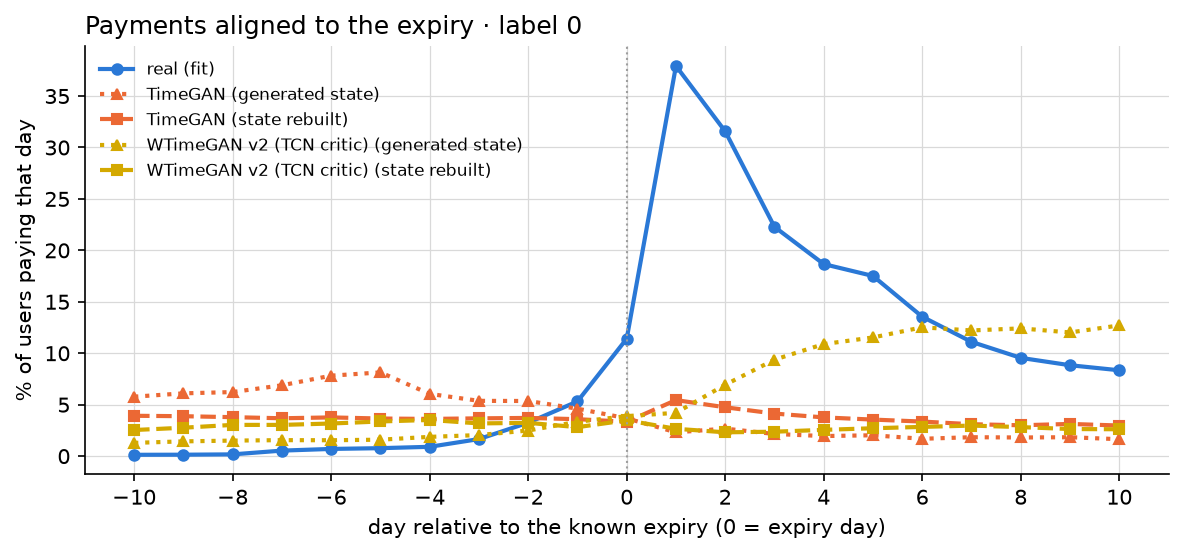 Payments aligned to the expiry · label 0
real (fit)
TimeGAN (generated state)
TimeGAN (state rebuilt)
WTimeGAN v2 (TCN critic) (generated state)
WTimeGAN v2 (TCN critic) (state rebuilt)
% of users paying that day
35
30
25
20
15
10
5
0
−10 −8 −6 −4 −2 0 2 4 6 8 10
day relative to the known expiry (0 = expiry day)